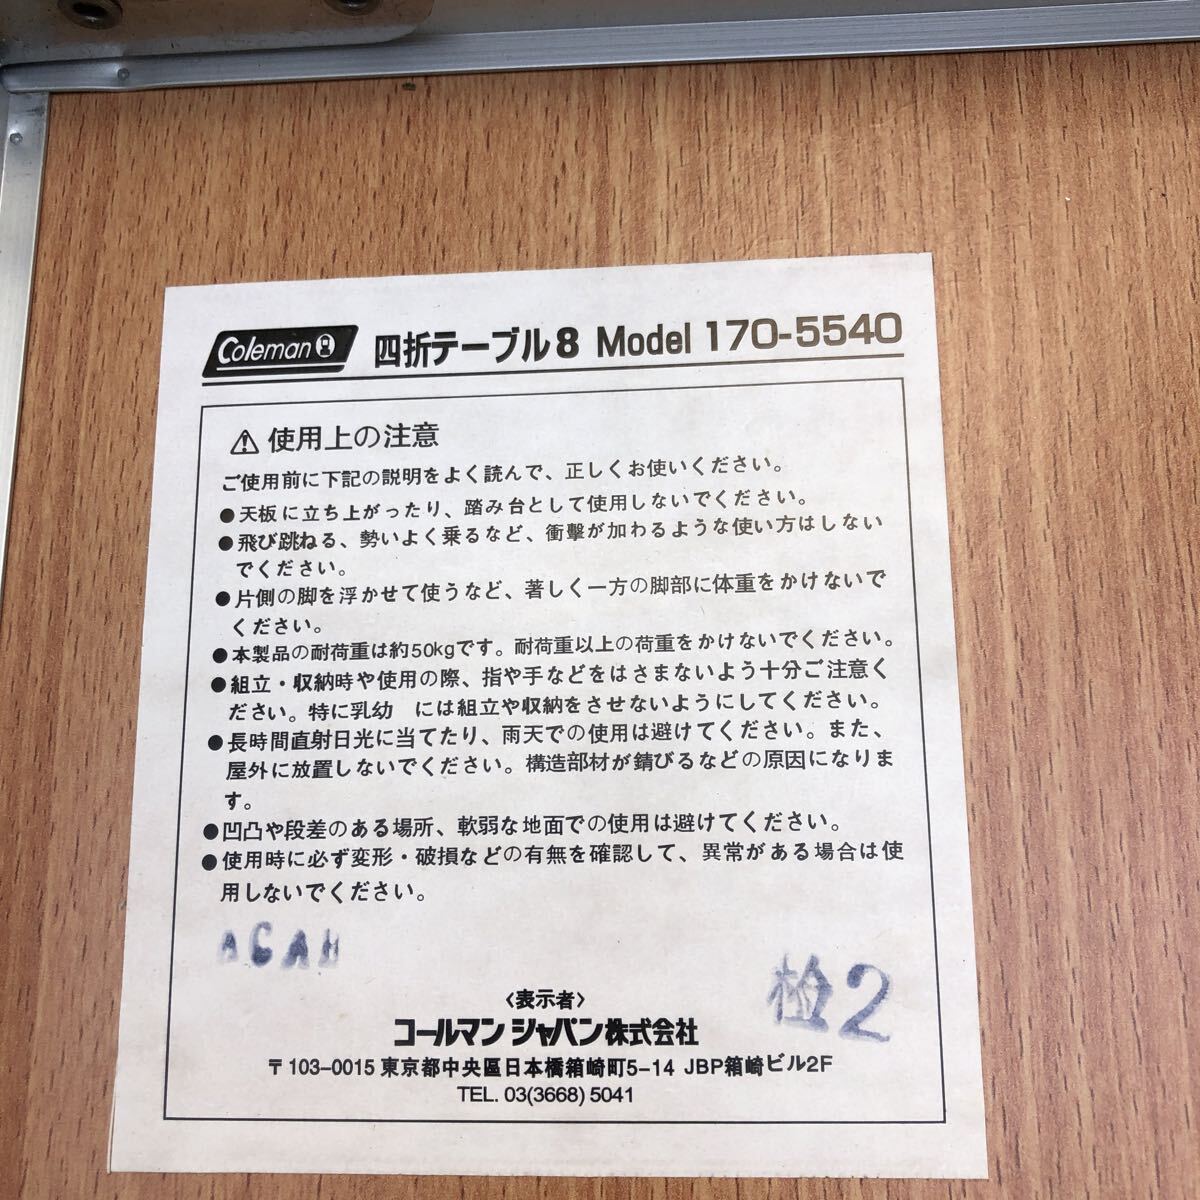 Coleman 四折テーブル8 Model 170-5540
⚠ 使用上の注意
ご使用前に下記の説明をよく読んで、正しくお使いください。
●天板に立ち上がったり、踏み台として使用しないでください。
●飛び跳ねる、勢いよく乗るなど、衝撃が加わるような使い方はしない
でください。
●片側の脚を浮かせて使うなど、著しく一方の脚部に体重をかけないで
ください。
●本製品の耐荷重は約50kgです。耐荷重以上の荷重をかけないでください。
●組立・収納時や使用の際、指や手などをはさまないよう十分ご注意く
ださい。特に乳幼　には組立や収納をさせないようにしてください。
●長時間直射日光に当てたり、雨天での使用は避けてください。また、
屋外に放置しないでください。構造部材が錆びるなどの原因になりま
す。
●凹凸や段差のある場所、軟弱な地面での使用は避けてください。
●使用時に必ず変形・破損などの有無を確認して、異常がある場合は使
用しないでください。
検2
〈表示者〉
コールマン ジャパン株式会社
〒103-0015 東京都中央區日本橋箱崎町5-14 JBP箱崎ビル2F
TEL. 03(3668) 5041